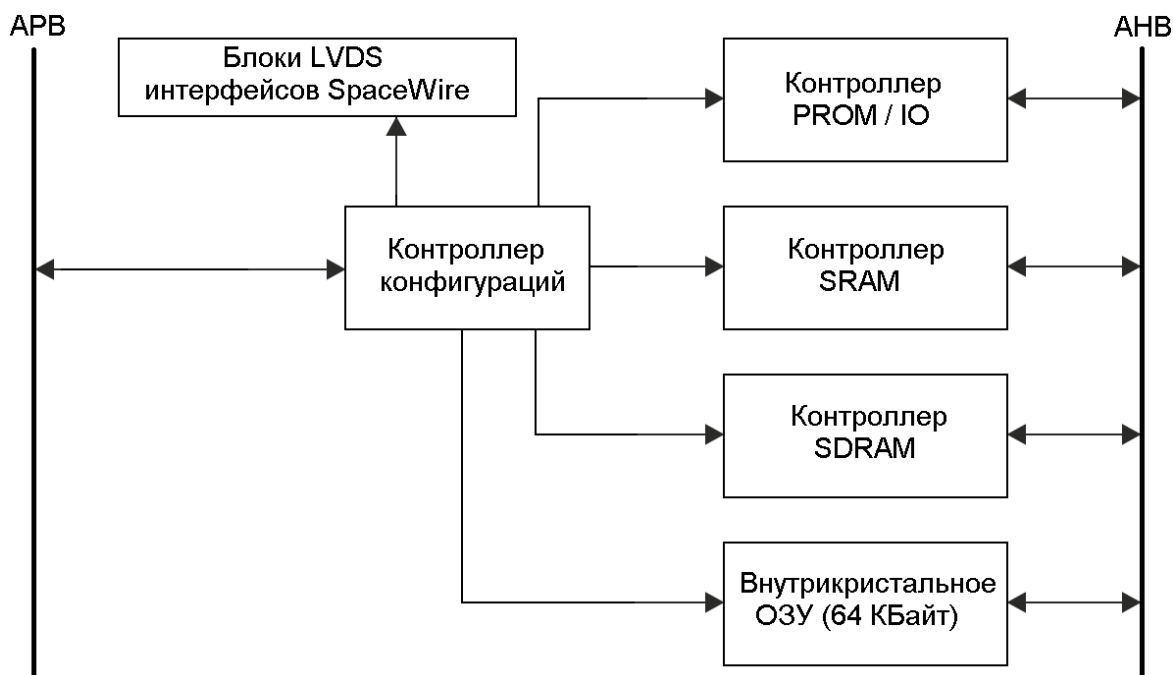 APB
AHB
Блоки LVDS
интерфейсов SpaceWire
Контроллер
PROM / IO
Контроллер
конфигураций
Контроллер
SRAM
Контроллер
SDRAM
Внутрикристальное
ОЗУ (64 КБайт)